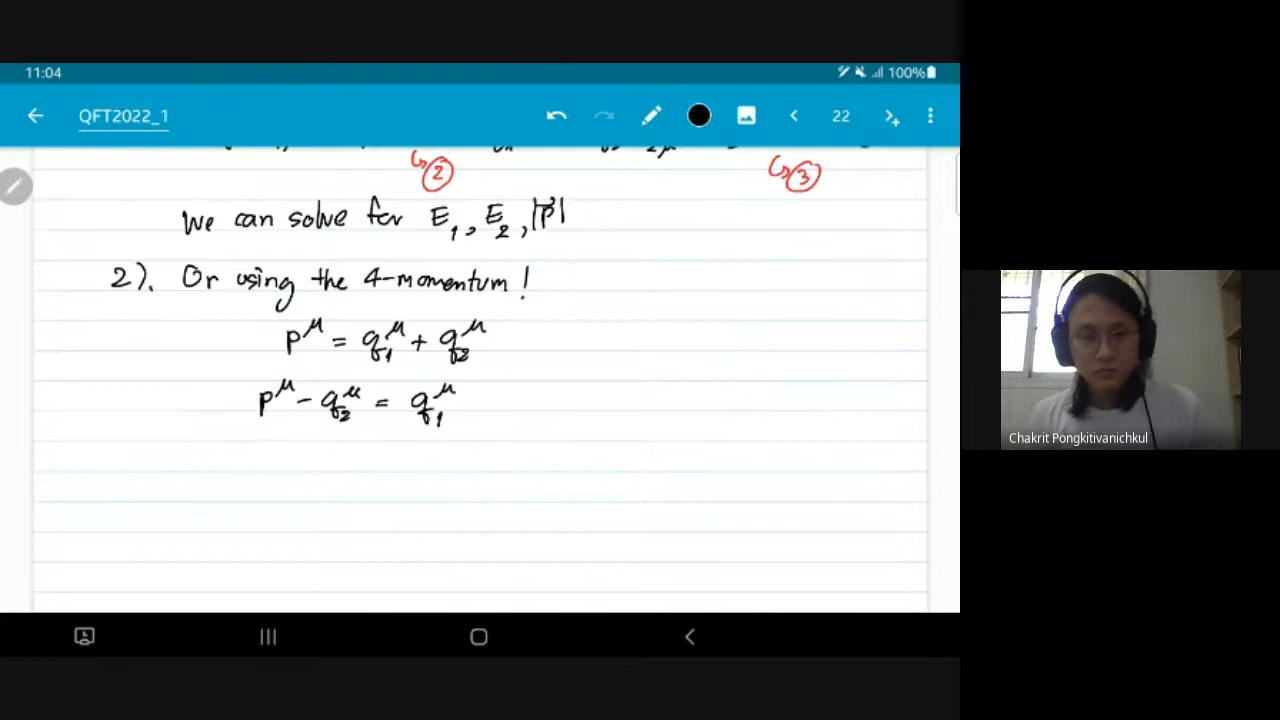 11:04 100%
QFT2022_1 22
2 3
We can solve for E₁, E₂, |P⃗|
2). Or using the 4-momentum !
P^μ = q₁^μ + q₂^μ
P^μ - q₂^μ = q₁^μ
Chakrit Pongkitivanichkul